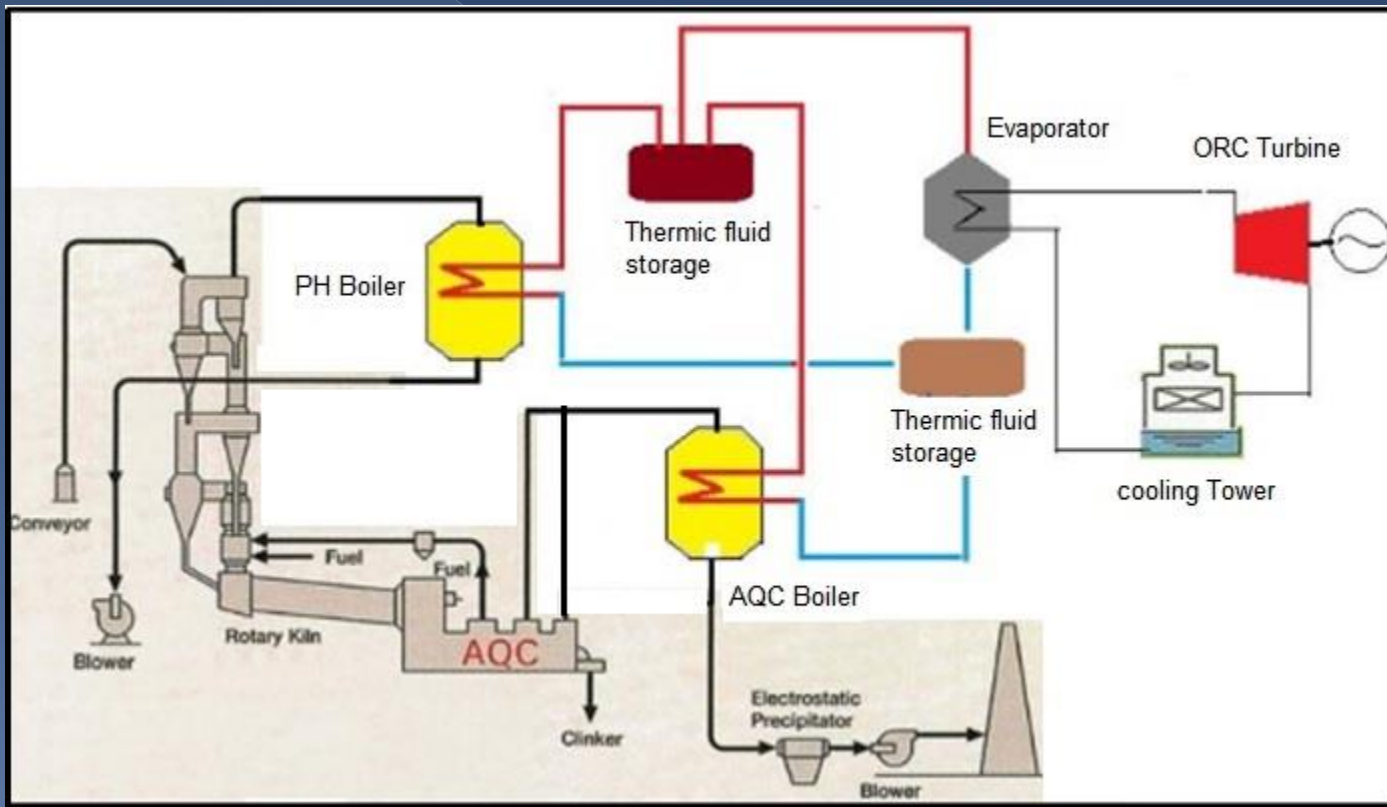 Evaporator
ORC Turbine
Thermic fluid
storage
PH Boiler
Thermic fluid
storage
cooling Tower
Conveyor
Fuel
Fuel
AQC Boiler
Rotary Kiln
AQC
Blower
Electrostatic
Precipitator
Clinker
Blower